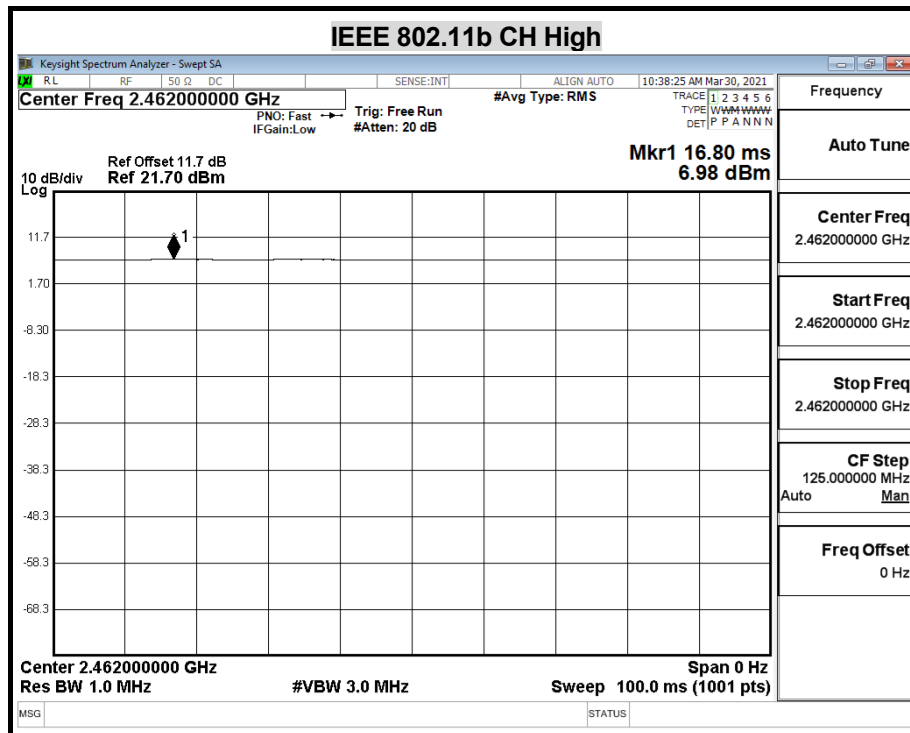 IEEE 802.11b CH High
Keysight Spectrum Analyzer - Swept SA
LXI RL RF 50 Ω DC SENSE:INT ALIGN AUTO 10:38:25 AM Mar 30, 2021
Center Freq 2.462000000 GHz
PNO: Fast
IFGain:Low
Trig: Free Run
#Atten: 20 dB
#Avg Type: RMS
TRACE 1 2 3 4 5 6
TYPE WWMWWWW
DET P P A N N N
Mkr1 16.80 ms
6.98 dBm
Ref Offset 11.7 dB
10 dB/div Ref 21.70 dBm
Log
11.7
1
1.70
-8.30
-18.3
-28.3
-38.3
-48.3
-58.3
-68.3
Center 2.462000000 GHz Span 0 Hz
Res BW 1.0 MHz #VBW 3.0 MHz Sweep 100.0 ms (1001 pts)
MSG STATUS
Frequency
Auto Tune
Center Freq
2.462000000 GHz
Start Freq
2.462000000 GHz
Stop Freq
2.462000000 GHz
CF Step
125.000000 MHz
Auto Man
Freq Offset
0 Hz